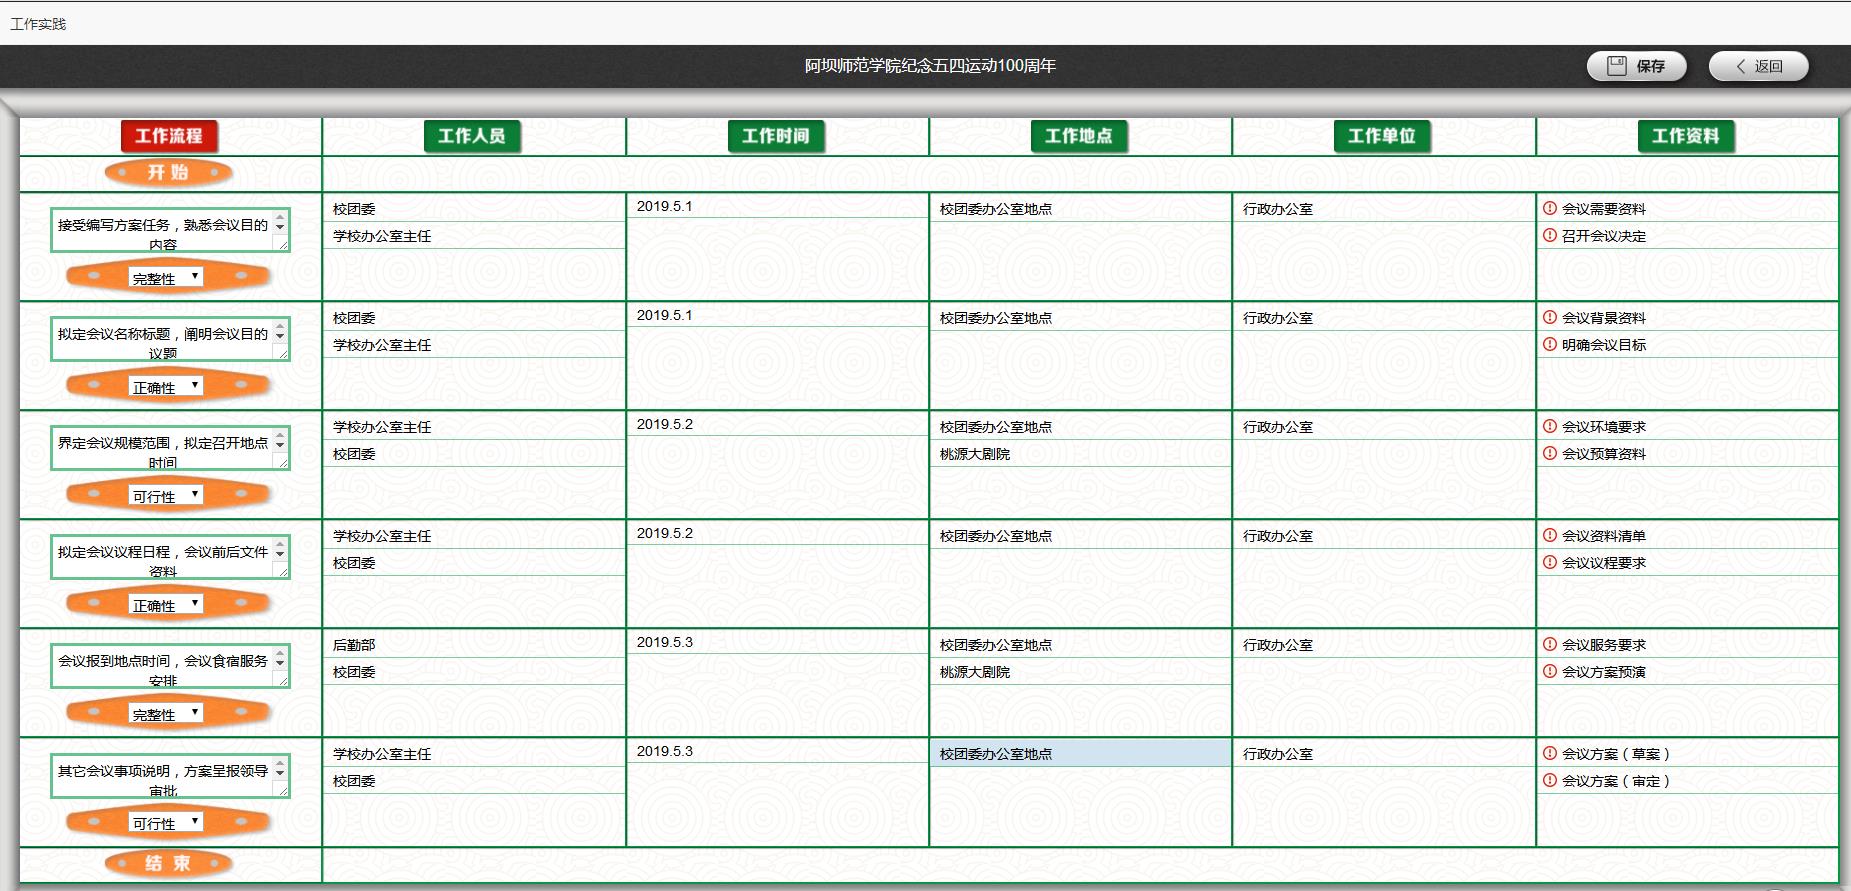 工作实践
阿坝师范学院纪念五四运动100周年
保存
返回
工作流程
工作人员
工作时间
工作地点
工作单位
工作资料
开 始
接受编写方案任务，熟悉会议目的
内容
完整性
校团委
学校办公室主任
2019.5.1
校团委办公室地点
行政办公室
会议需要资料
召开会议决定
拟定会议名称标题，阐明会议目的
议题
正确性
校团委
学校办公室主任
2019.5.1
校团委办公室地点
行政办公室
会议背景资料
明确会议目标
界定会议规模范围，拟定召开地点
时间
可行性
学校办公室主任
校团委
2019.5.2
校团委办公室地点
桃源大剧院
行政办公室
会议环境要求
会议预算资料
拟定会议议程日程，会议前后文件
资料
正确性
学校办公室主任
校团委
2019.5.2
校团委办公室地点
行政办公室
会议资料清单
会议议程要求
会议报到地点时间，会议食宿服务
安排
完整性
后勤部
校团委
2019.5.3
校团委办公室地点
桃源大剧院
行政办公室
会议服务要求
会议方案预演
其它会议事项说明，方案呈报领导
审批
可行性
学校办公室主任
校团委
2019.5.3
校团委办公室地点
行政办公室
会议方案（草案）
会议方案（审定）
结 束